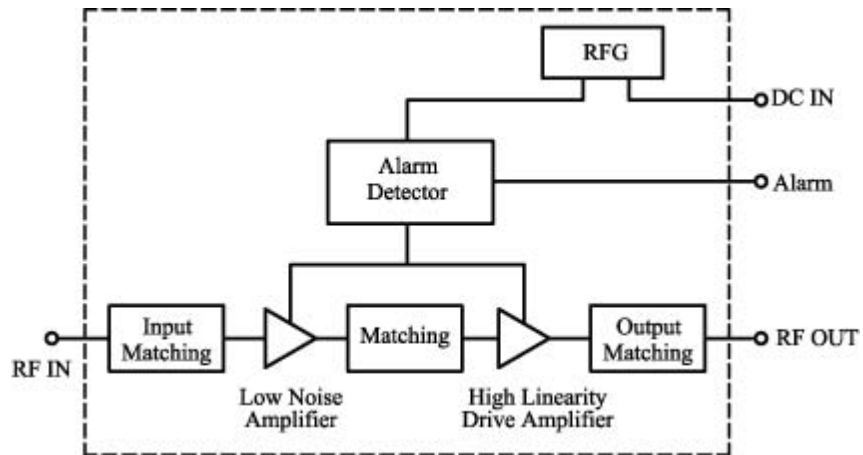 RFG
DC IN
Alarm
Detector
Alarm
Input
Matching
Matching
Output
Matching
RF IN
RF OUT
Low Noise
Amplifier
High Linearity
Drive Amplifier